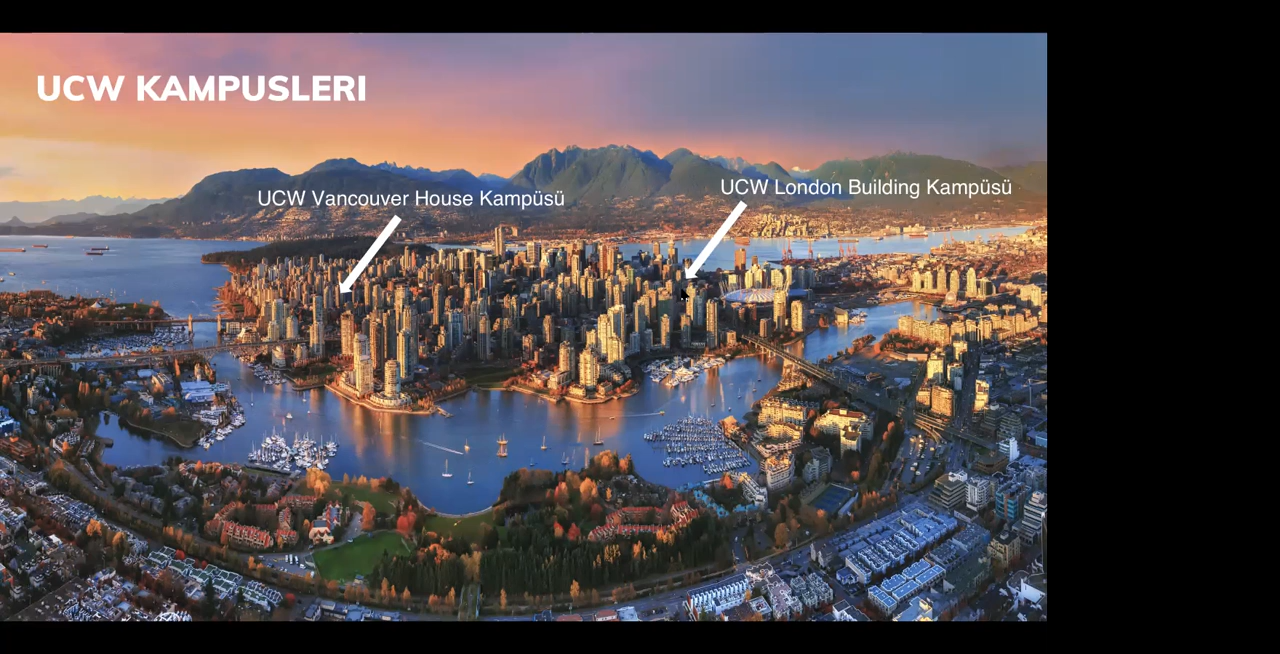 UCW KAMPUSLERI
UCW Vancouver House Kampüsü
UCW London Building Kampüsü